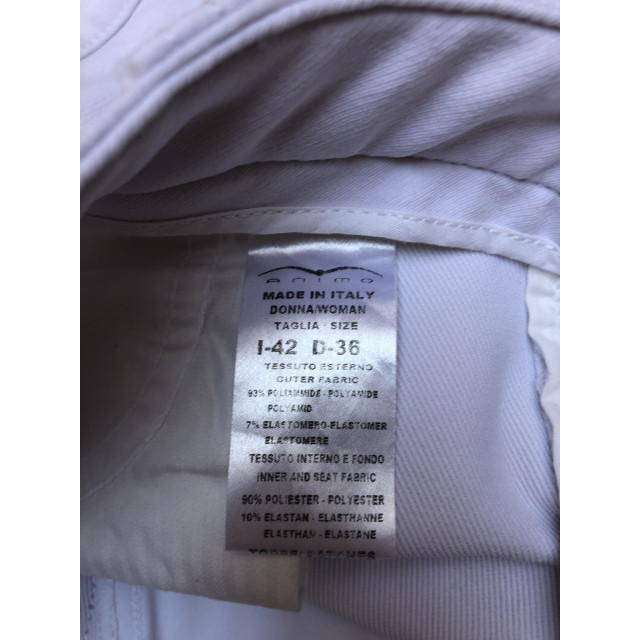 animo
MADE IN ITALY
DONNA/WOMAN
TAGLIA - SIZE
I-42 D-36
TESSUTO ESTERNO
OUTER FABRIC
93% POLIAMMIDE - POLYAMIDE
POLYAMID
7% ELASTOMERO-ELASTOMER
ELASTOMERE
TESSUTO INTERNO E FONDO
INNER AND SEAT FABRIC
90% POLIESTER - POLYESTER
10% ELASTAN - ELASTHANNE
ELASTHAN - ELASTANE